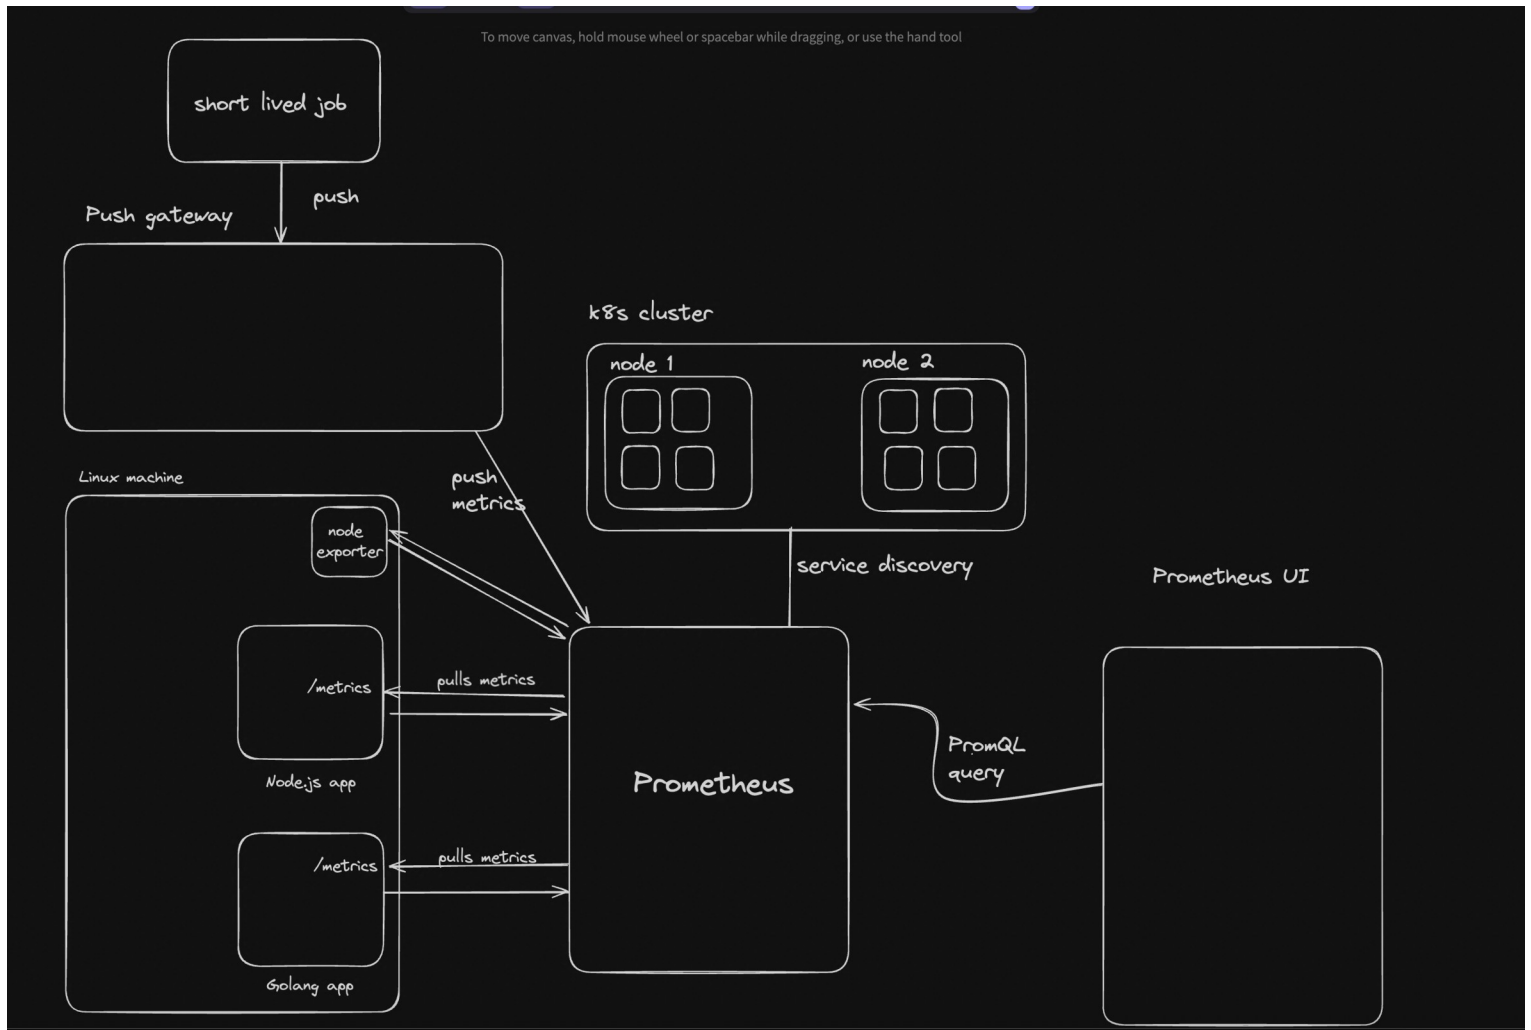 To move canvas, hold mouse wheel or spacebar while dragging, or use the hand tool
short lived job
push
Push gateway
k8s cluster
node 1
node 2
push
metrics
Linux machine
node
exporter
service discovery
Prometheus UI
/metrics
pulls metrics
Node.js app
Prometheus
PromQL
query
/metrics
pulls metrics
Golang app